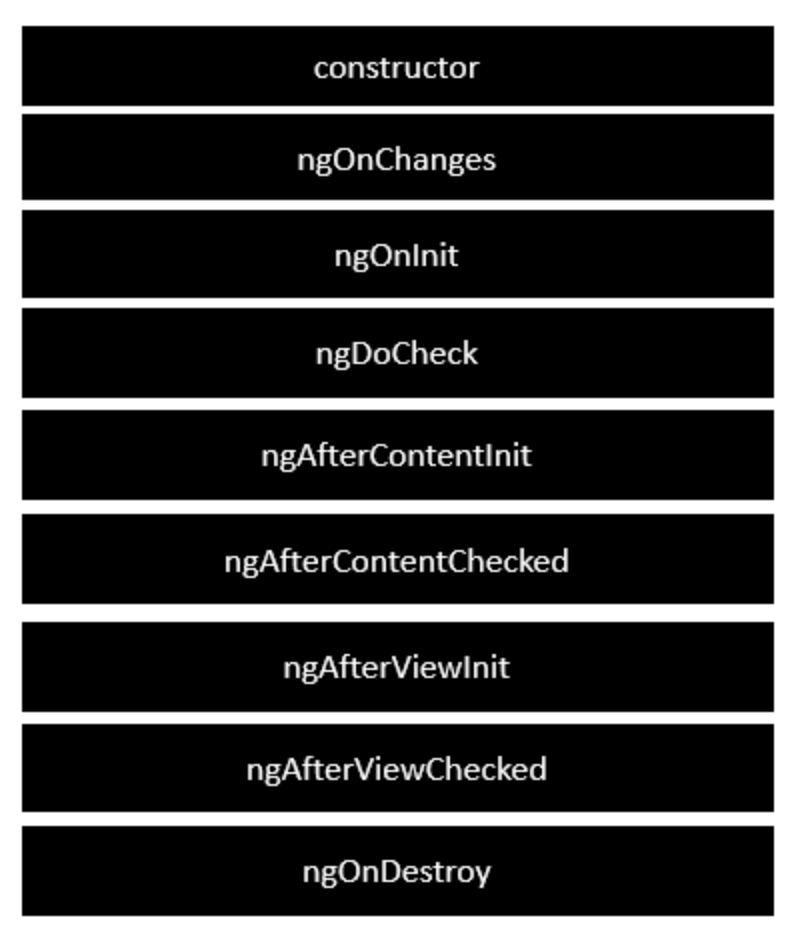 constructor
ngOnChanges
ngOnInit
ngDoCheck
ngAfterContentInit
ngAfterContentChecked
ngAfterViewInit
ngAfterViewChecked
ngOnDestroy